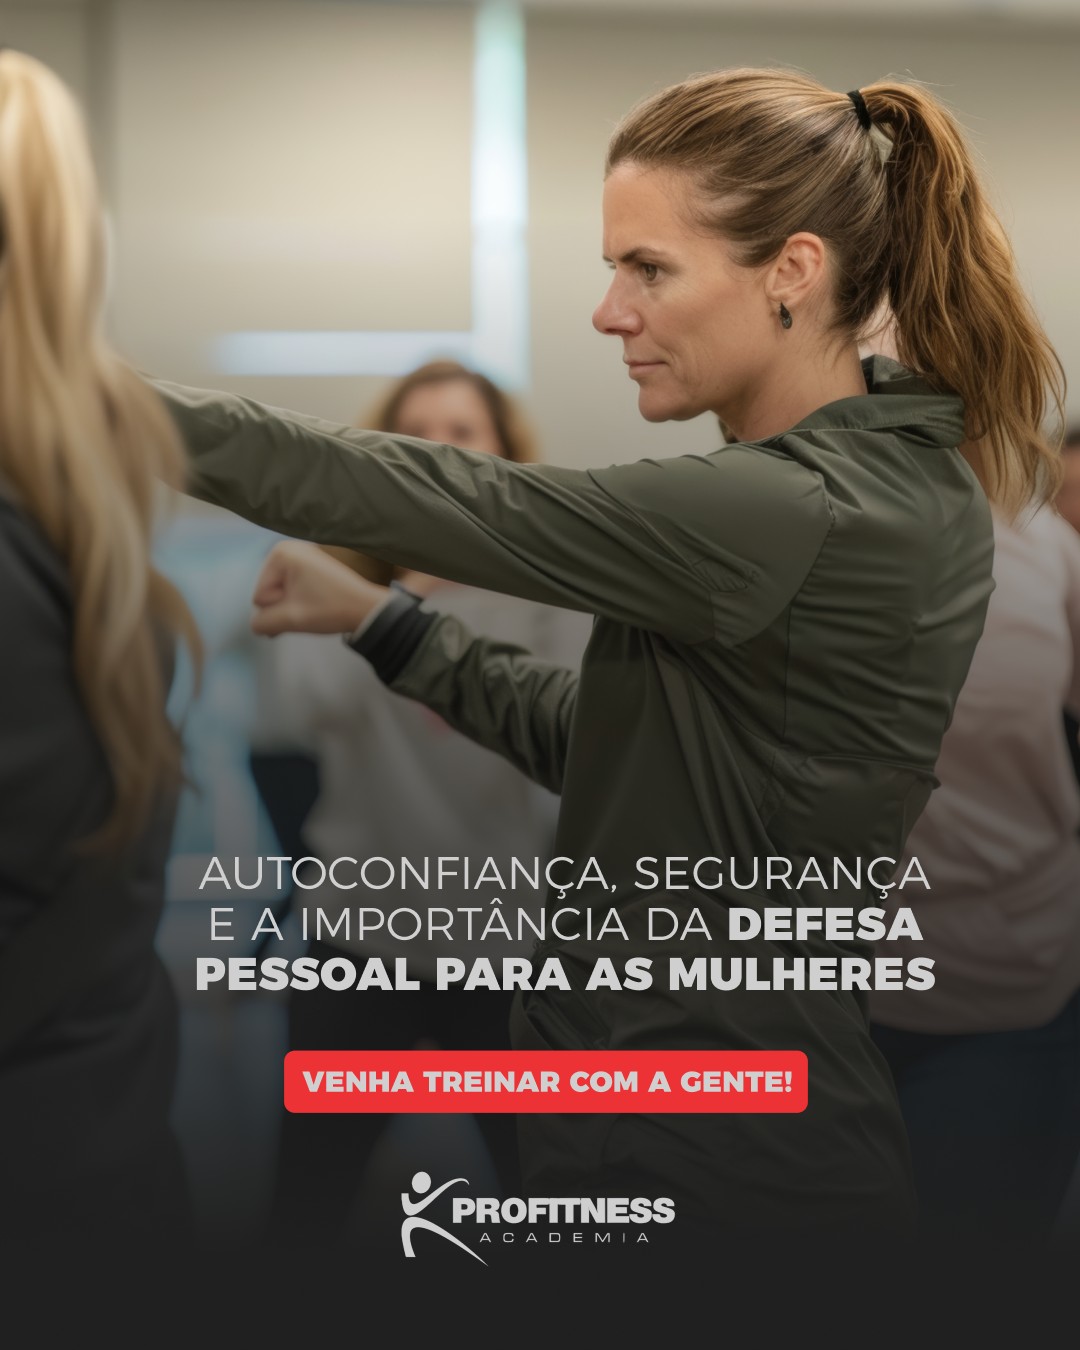 AUTOCONFIANÇA, SEGURANÇA
E A IMPORTÂNCIA DA DEFESA
PESSOAL PARA AS MULHERES
VENHA TREINAR COM A GENTE!
PROFITNESS
ACADEMIA